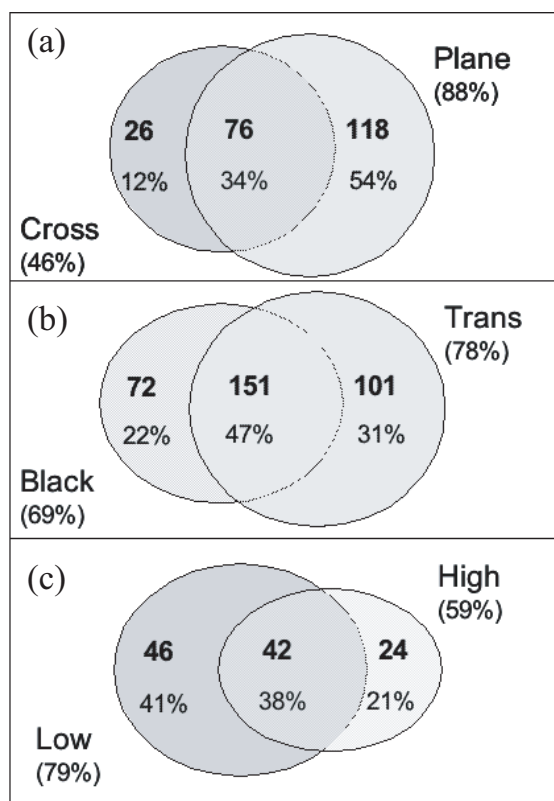 (a)
Plane
(88%)
26 76 118
12% 34% 54%
Cross
(46%)
(b)
Trans
(78%)
72 151 101
22% 47% 31%
Black
(69%)
(c)
High
(59%)
46 42 24
41% 38% 21%
Low
(79%)